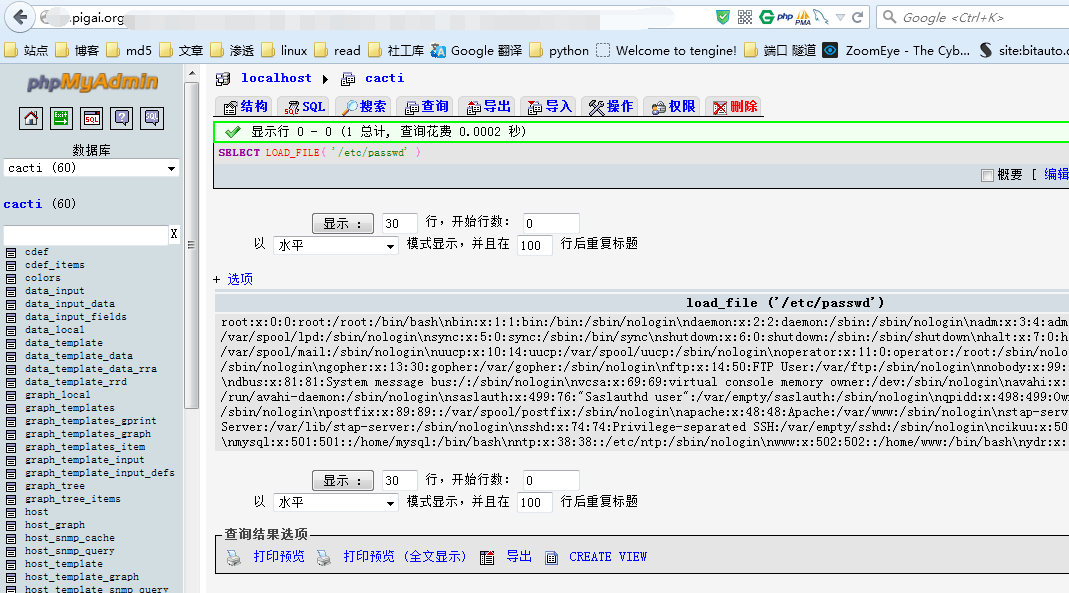 .pigai.org
php
PMA
Google <Ctrl+K>
站点 博客 md5 文章 渗透 linux read 社工库 Google 翻译 python Welcome to tengine! 端口 隧道 ZoomEye - The Cyb... site:bitauto.c
phpMyAdmin
SQL
数据库
cacti (60)
cacti (60)
X
cdef
cdef_items
colors
data_input
data_input_data
data_input_fields
data_local
data_template
data_template_data
data_template_data_rra
data_template_rrd
graph_local
graph_templates
graph_templates_gprint
graph_templates_graph
graph_templates_item
graph_template_input
graph_template_input_defs
graph_tree
graph_tree_items
host
host_graph
host_snmp_cache
host_snmp_query
host_template
host_template_graph
host_template_snmp_query
localhost cacti
结构 SQL 搜索 查询 导出 导入 操作 权限 删除
显示行 0 - 0 (1 总计, 查询花费 0.0002 秒)
SELECT LOAD_FILE( '/etc/passwd' )
概要 [ 编辑
显示 : 30 行，开始行数: 0
以 水平 模式显示，并且在 100 行后重复标题
+ 选项
load_file ('/etc/passwd')
root:x:0:0:root:/root:/bin/bash\nbin:x:1:1:bin:/bin:/sbin/nologin\ndaemon:x:2:2:daemon:/sbin:/sbin/nologin\nadm:x:3:4:adm
/var/spool/lpd:/sbin/nologin\nsync:x:5:0:sync:/sbin:/bin/sync\nshutdown:x:6:0:shutdown:/sbin:/sbin/shutdown\nhalt:x:7:0:h
/var/spool/mail:/sbin/nologin\nuucp:x:10:14:uucp:/var/spool/uucp:/sbin/nologin\noperator:x:11:0:operator:/root:/sbin/nolo
/sbin/nologin\ngopher:x:13:30:gopher:/var/gopher:/sbin/nologin\nftp:x:14:50:FTP User:/var/ftp:/sbin/nologin\nnobody:x:99:
\ndbus:x:81:81:System message bus:/:/sbin/nologin\nvcsa:x:69:69:virtual console memory owner:/dev:/sbin/nologin\navahi:x:
/run/avahi-daemon:/sbin/nologin\nsaslauth:x:499:76:"Saslauthd user":/var/empty/saslauth:/sbin/nologin\nqpidd:x:498:499:Ow
/sbin/nologin\npostfix:x:89:89::/var/spool/postfix:/sbin/nologin\napache:x:48:48:Apache:/var/www:/sbin/nologin\nstap-serv
Server:/var/lib/stap-server:/sbin/nologin\nsshd:x:74:74:Privilege-separated SSH:/var/empty/sshd:/sbin/nologin\ncikuu:x:50
\nmysql:x:501:501::/home/mysql:/bin/bash\nntp:x:38:38::/etc/ntp:/sbin/nologin\nwww:x:502:502::/home/www:/bin/bash\nydr:x:
显示 : 30 行，开始行数: 0
以 水平 模式显示，并且在 100 行后重复标题
查询结果选项
打印预览 打印预览 (全文显示) 导出 CREATE VIEW